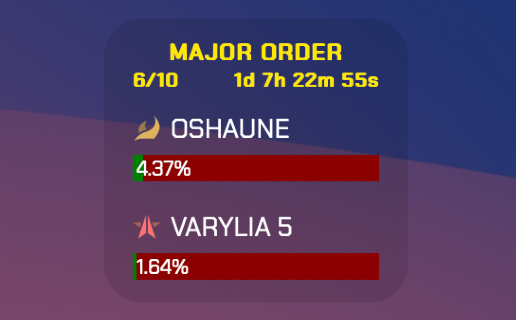 MAJOR ORDER
6/10 1d 7h 22m 55s
OSHAUNE
4.37%
VARYLIA 5
1.64%